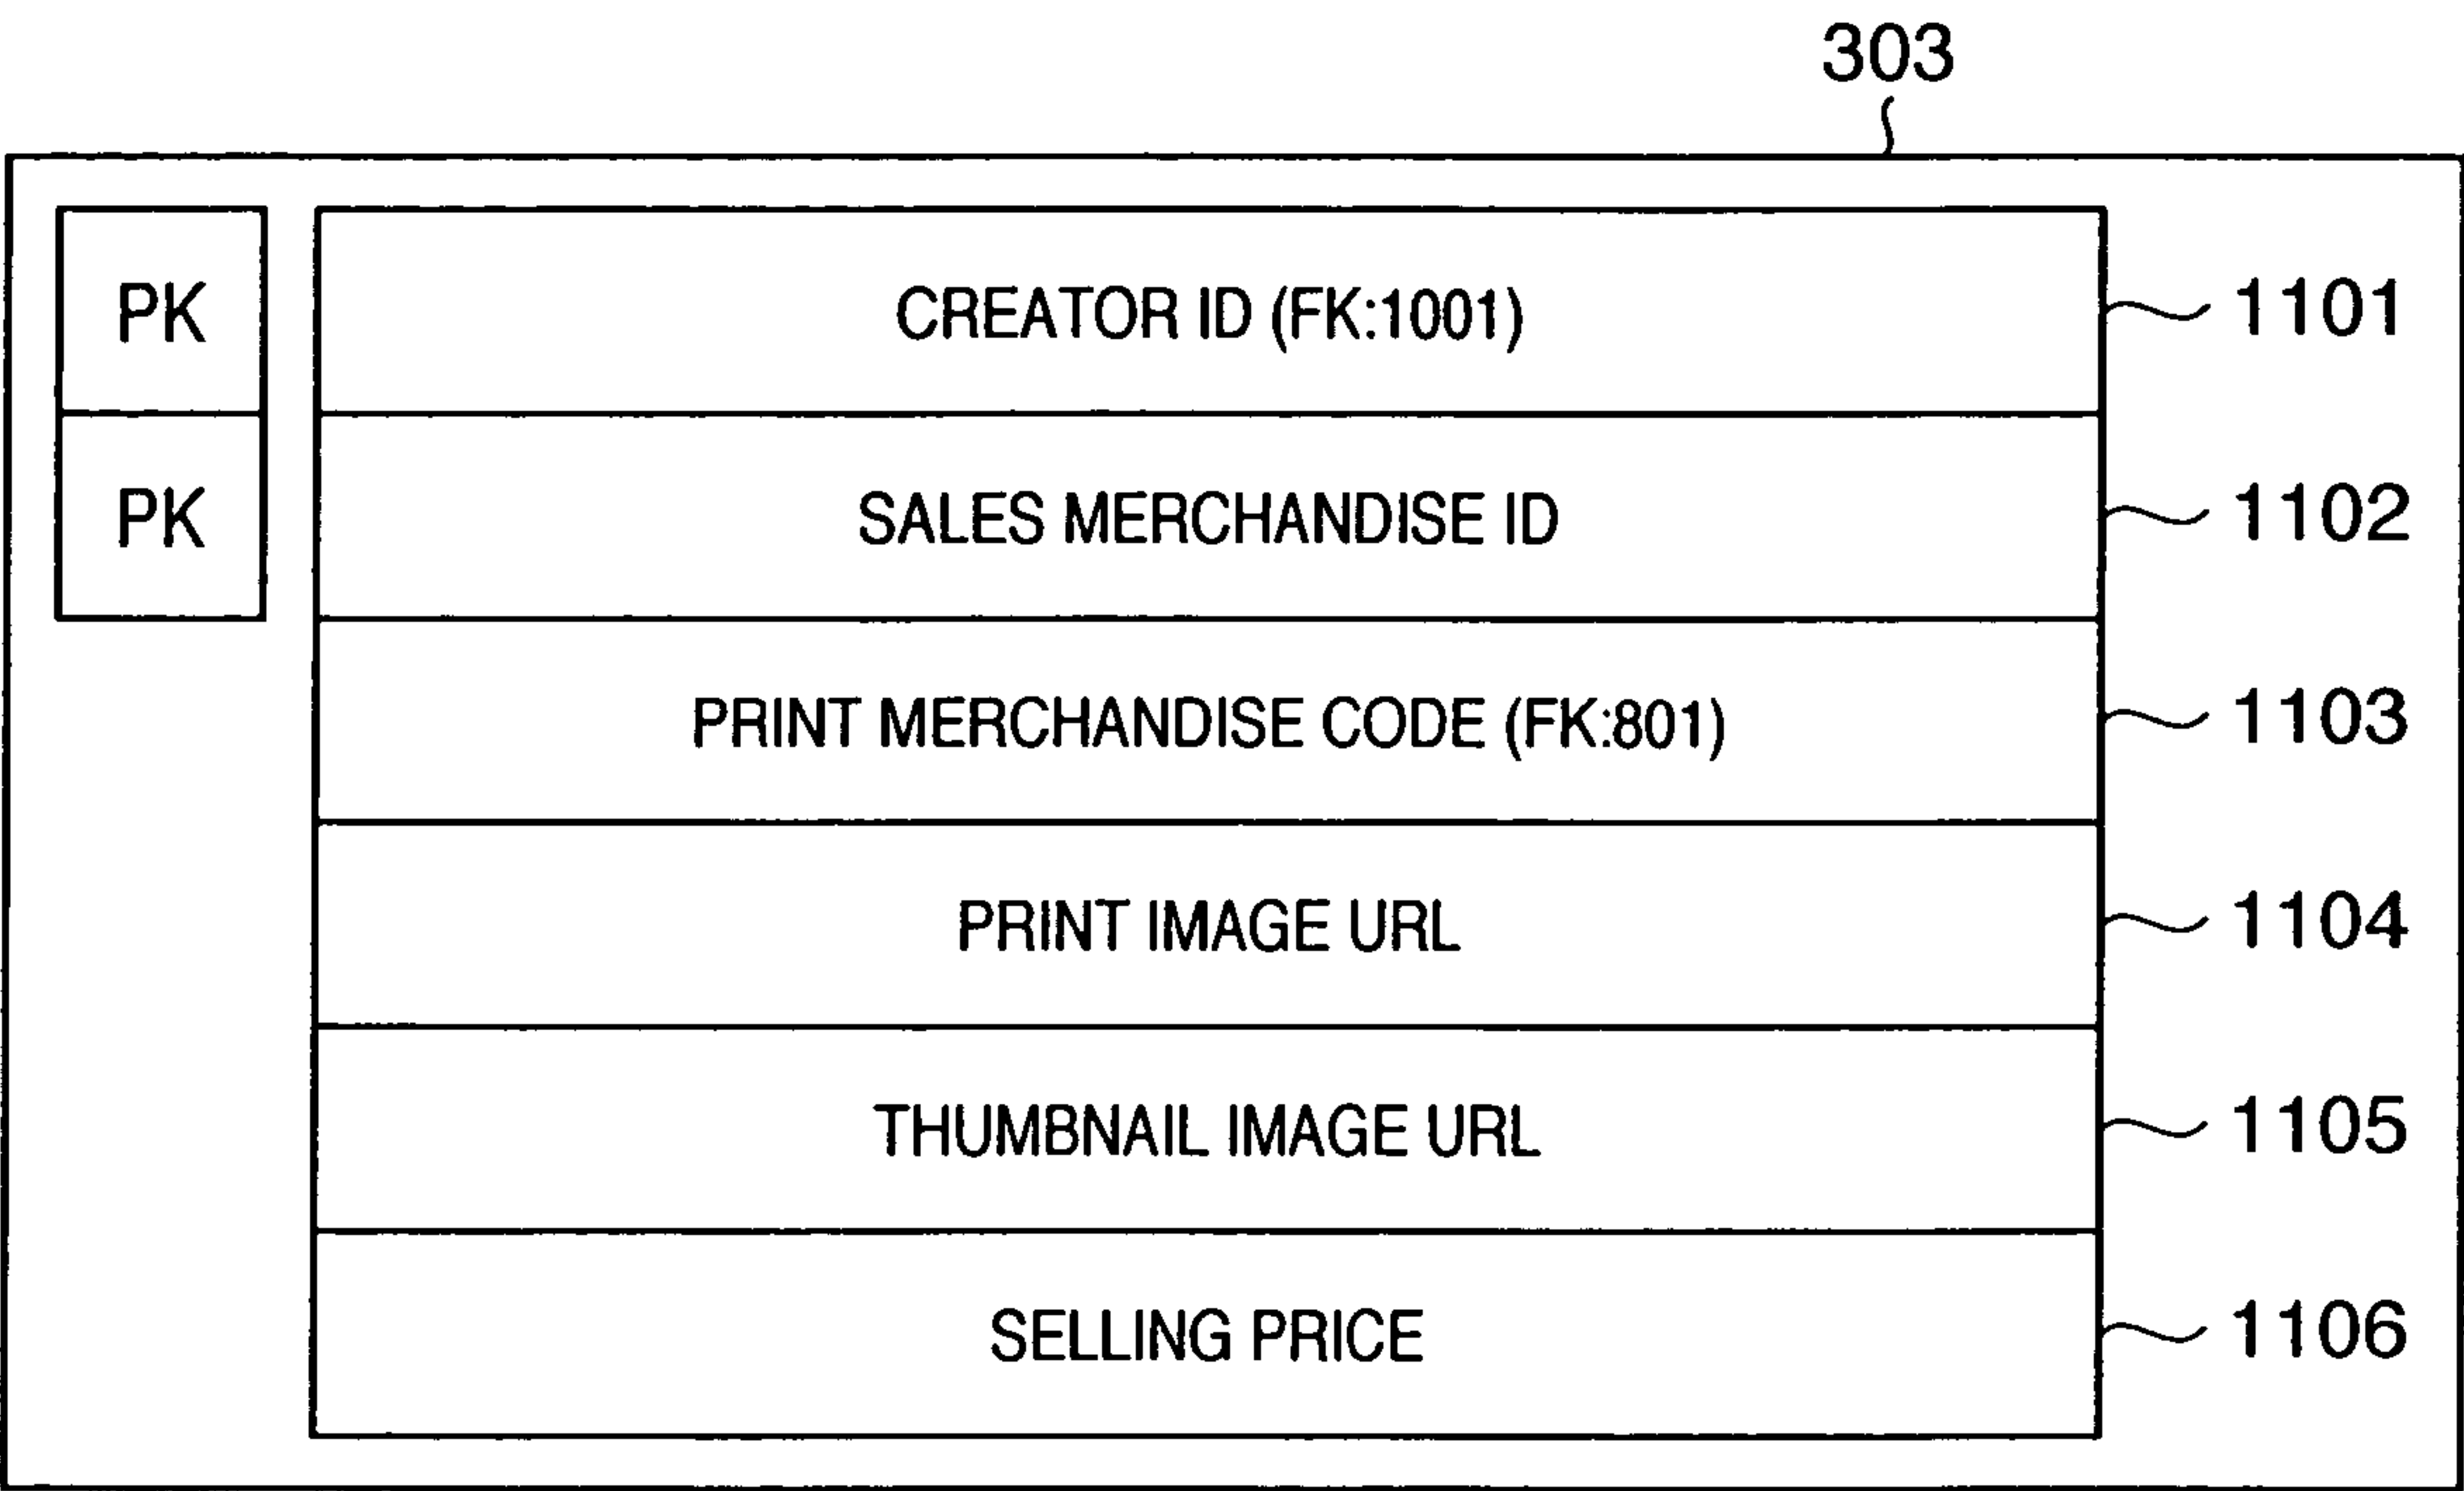 303
PK CREATOR ID (FK:1001) 1101
PK SALES MERCHANDISE ID 1102
PRINT MERCHANDISE CODE (FK:801) 1103
PRINT IMAGE URL 1104
THUMBNAIL IMAGE URL 1105
SELLING PRICE 1106